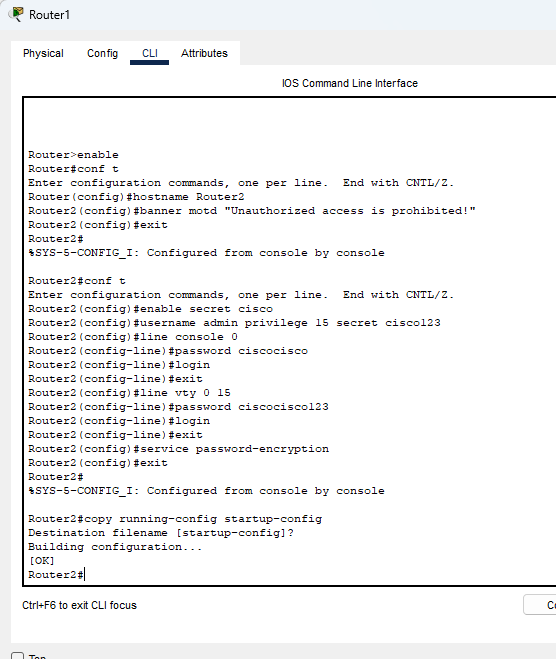 Router1
Physical Config CLI Attributes
IOS Command Line Interface
Router>enable
Router#conf t
Enter configuration commands, one per line.  End with CNTL/Z.
Router(config)#hostname Router2
Router2(config)#banner motd "Unauthorized access is prohibited!"
Router2(config)#exit
Router2#
%SYS-5-CONFIG_I: Configured from console by console
Router2#conf t
Enter configuration commands, one per line.  End with CNTL/Z.
Router2(config)#enable secret cisco
Router2(config)#username admin privilege 15 secret cisco123
Router2(config)#line console 0
Router2(config-line)#password ciscocisco
Router2(config-line)#login
Router2(config-line)#exit
Router2(config)#line vty 0 15
Router2(config-line)#password ciscocisco123
Router2(config-line)#login
Router2(config-line)#exit
Router2(config)#service password-encryption
Router2(config)#exit
Router2#
%SYS-5-CONFIG_I: Configured from console by console
Router2#copy running-config startup-config
Destination filename [startup-config]?
Building configuration...
[OK]
Router2#
Ctrl+F6 to exit CLI focus